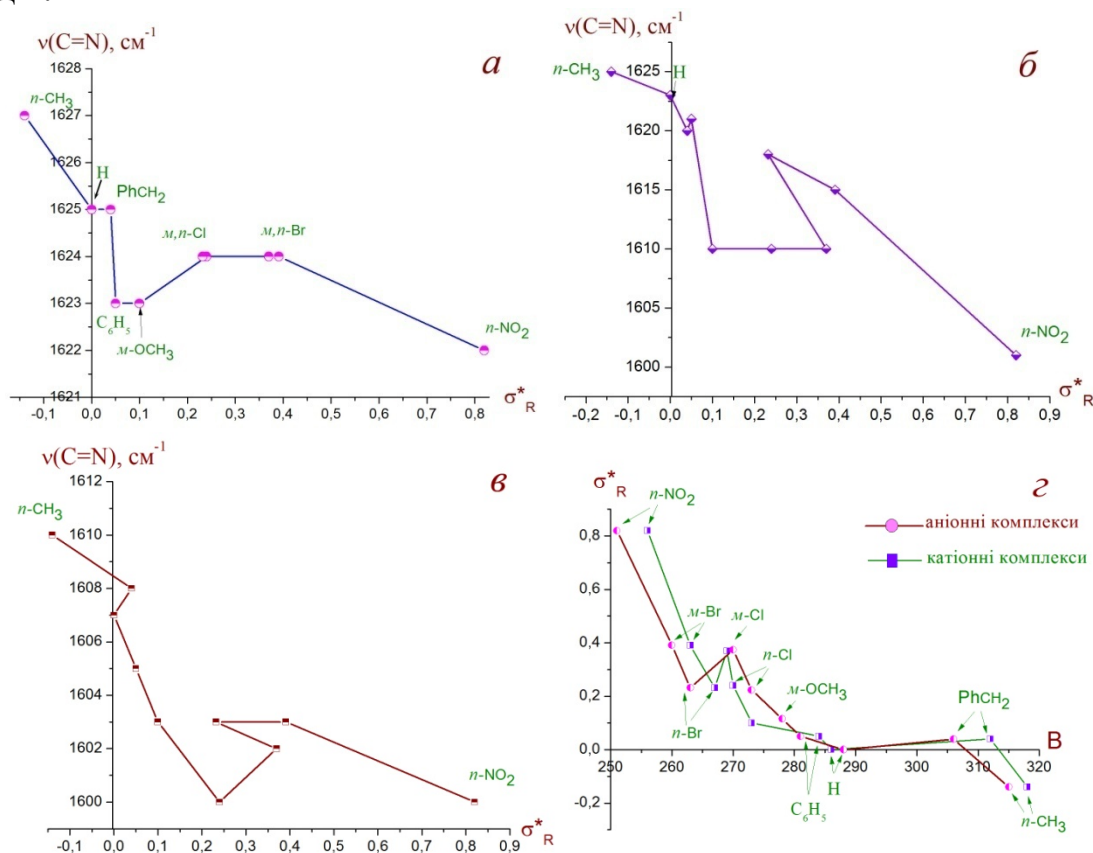 ν(C=N), см⁻¹
а
1628
1627
1626
1625
1624
1623
1622
1621
n-CH₃
H
PhCH₂
м,n-Cl
м,n-Br
C₆H₅
м-OCH₃
n-NO₂
-0,1 0,0 0,1 0,2 0,3 0,4 0,5 0,6 0,7 0,8
σ*R
ν(C=N), см⁻¹
б
n-CH₃
H
1625
1620
1615
1610
1605
1600
n-NO₂
-0,2 -0,1 0,0 0,1 0,2 0,3 0,4 0,5 0,6 0,7 0,8 0,9
σ*R
ν(C=N), см⁻¹
в
1612
n-CH₃
1610
1608
1606
1604
1602
1600
n-NO₂
-0,1 0,0 0,1 0,2 0,3 0,4 0,5 0,6 0,7 0,8 0,9
σ*R
σ*R
г
n-NO₂
аніонні комплекси
катіонні комплекси
0,8
0,6
0,4
0,2
0,0
-0,2
м-Br
м-Cl
n-Cl
м-OCH₃
PhCH₂
n-Br
C₆H₅
H
n-CH₃
B
250 260 270 280 290 300 310 320